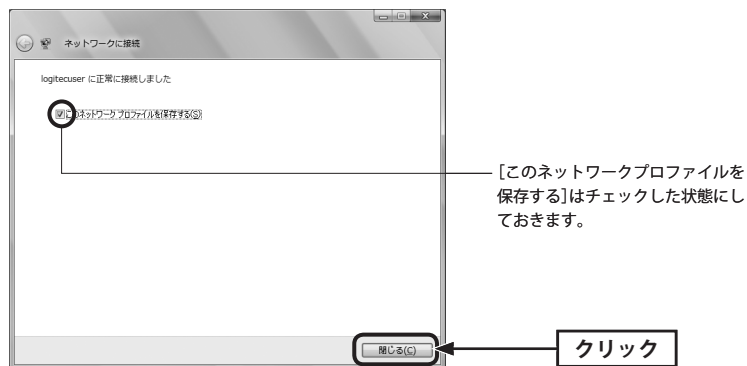 ネットワークに接続
logitecuser に正常に接続しました
このネットワーク プロファイルを保存する(S)
[このネットワークプロファイルを
保存する]はチェックした状態にし
ておきます。
閉じる(C)
クリック